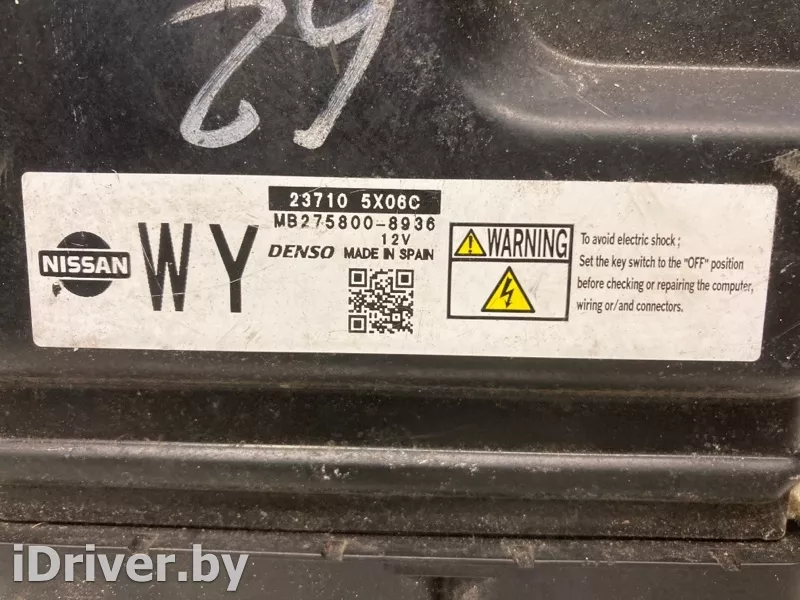 29
23710 5X06C
MB275800-8936
12V
DENSO MADE IN SPAIN
NISSAN
WY
WARNING
To avoid electric shock;
Set the key switch to the "OFF" position
before checking or repairing the computer,
wiring or/and connectors.
iDriver.by